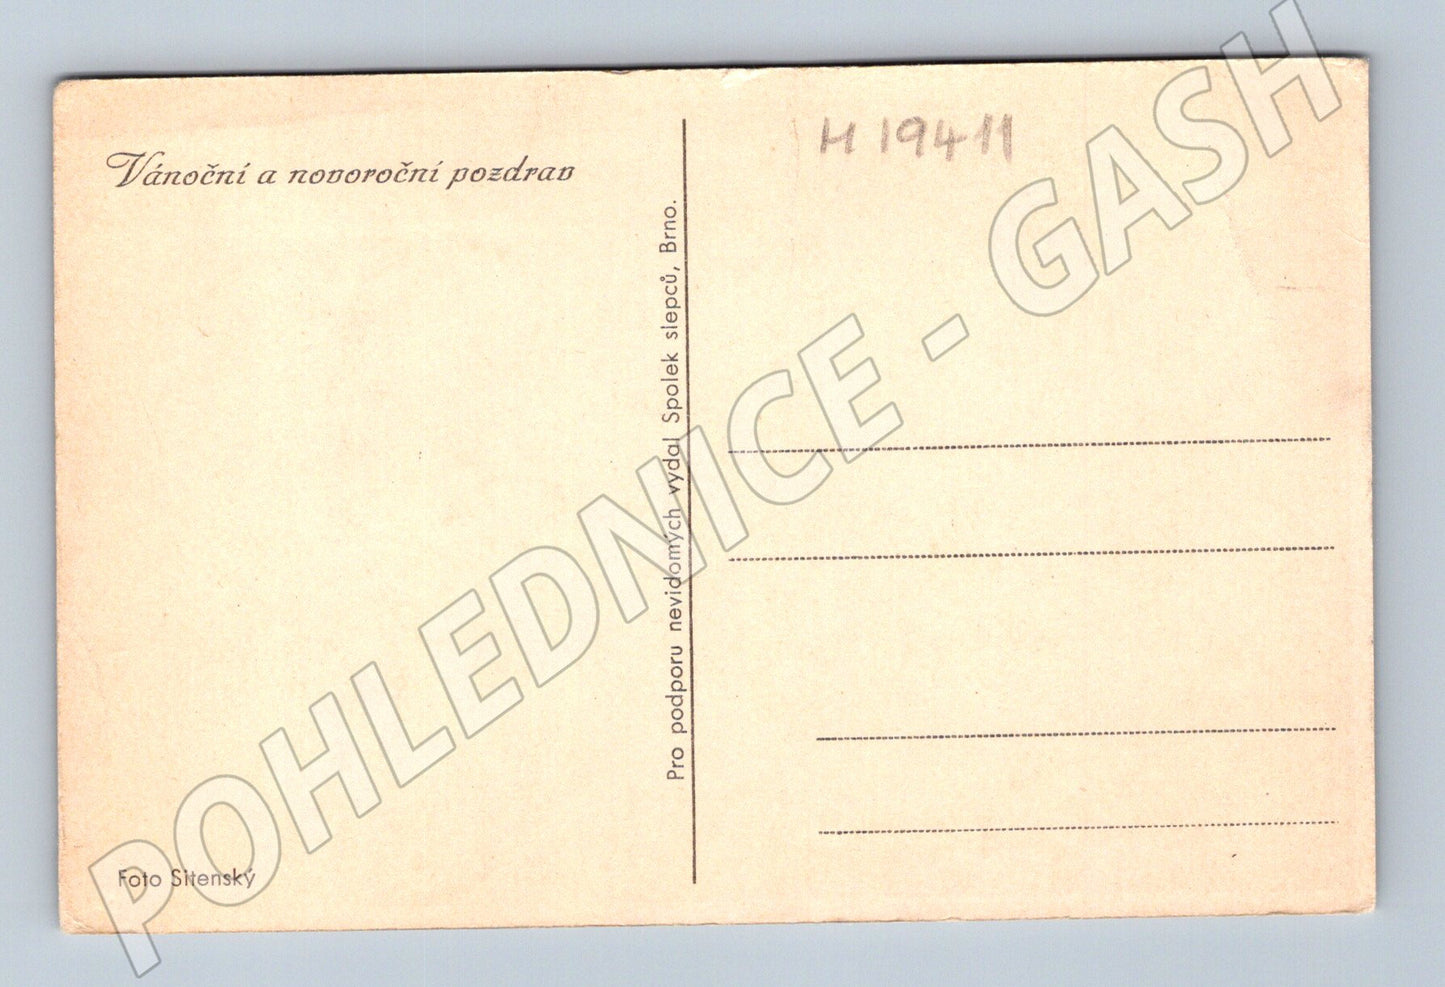 Vánoční a novoroční pozdrav
H 19411
Pro podporu nevidomých vydal Spolek slepců, Brno.
Foto Sitenský
POHLEDNICE - GASH